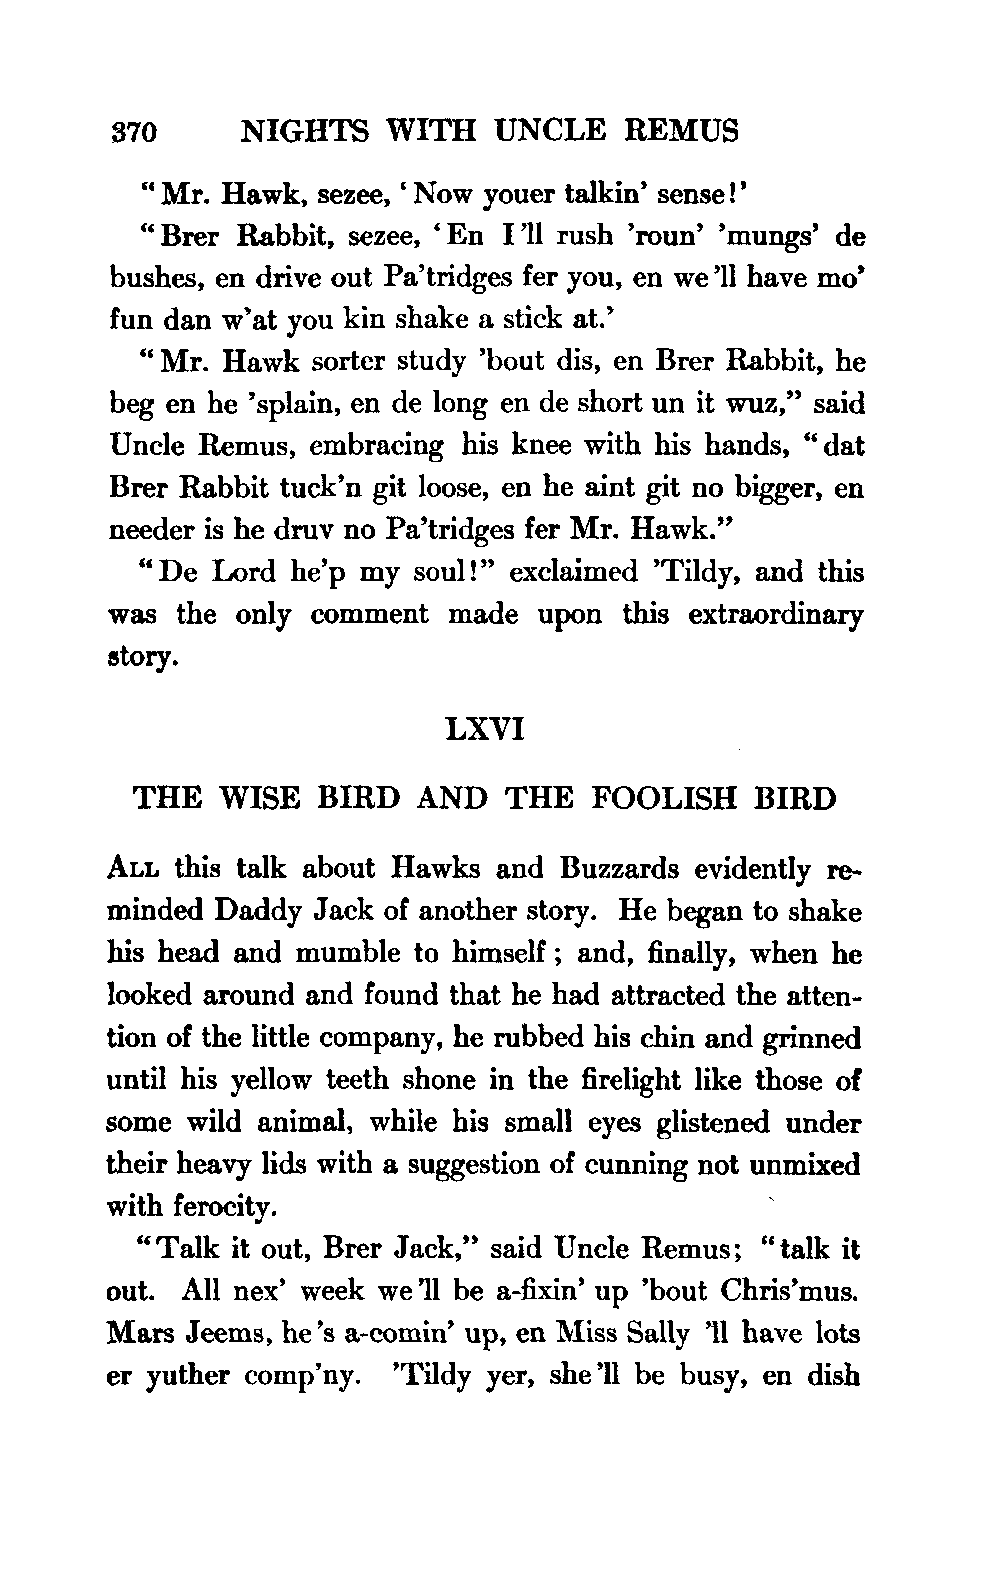 370 NIGHTS WITH UNCLE REMUS
“Mr. Hawk, sezee, ‘Now youer talkin’ sense!’
“Brer Rabbit, sezee, ‘En I’ll rush ’roun’ ’mungs’ de
bushes, en drive out Pa’tridges fer you, en we’ll have mo’
fun dan w’at you kin shake a stick at.’
“Mr. Hawk sorter study ’bout dis, en Brer Rabbit, he
beg en he ’splain, en de long en de short un it wuz,” said
Uncle Remus, embracing his knee with his hands, “dat
Brer Rabbit tuck’n git loose, en he aint git no bigger, en
needer is he druv no Pa’tridges fer Mr. Hawk.”
“De Lord he’p my soul!” exclaimed ’Tildy, and this
was the only comment made upon this extraordinary
story.
LXVI
THE WISE BIRD AND THE FOOLISH BIRD
ALL this talk about Hawks and Buzzards evidently re-
minded Daddy Jack of another story. He began to shake
his head and mumble to himself; and, finally, when he
looked around and found that he had attracted the atten-
tion of the little company, he rubbed his chin and grinned
until his yellow teeth shone in the firelight like those of
some wild animal, while his small eyes glistened under
their heavy lids with a suggestion of cunning not unmixed
with ferocity.
“Talk it out, Brer Jack,” said Uncle Remus; “talk it
out. All nex’ week we’ll be a-fixin’ up ’bout Chris’mus.
Mars Jeems, he’s a-comin’ up, en Miss Sally ’ll have lots
er yuther comp’ny. ’Tildy yer, she’ll be busy, en dish